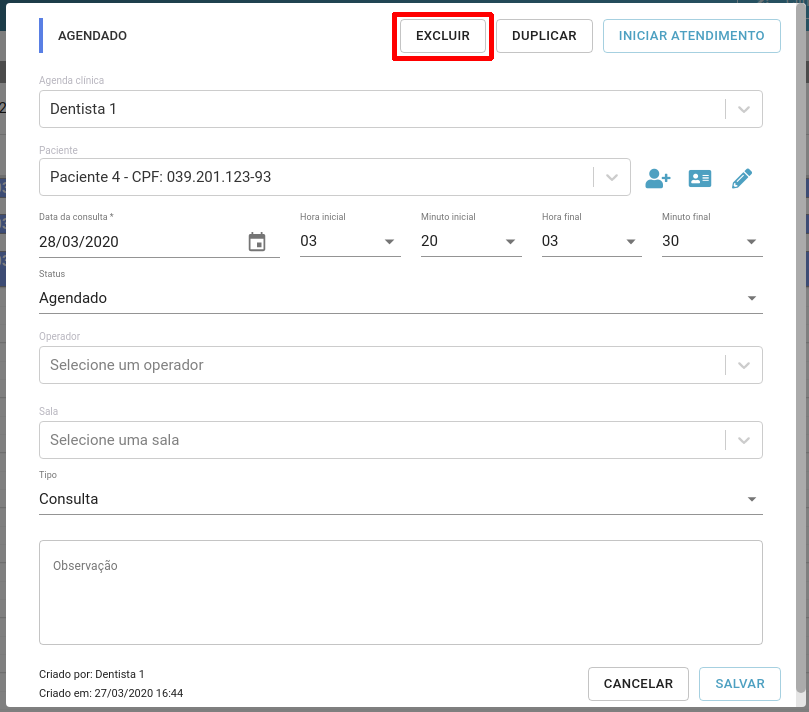 AGENDADO EXCLUIR DUPLICAR INICIAR ATENDIMENTO
Agenda clínica
Dentista 1
Paciente
Paciente 4 - CPF: 039.201.123-93
Data da consulta * Hora inicial Minuto inicial Hora final Minuto final
28/03/2020 03 20 03 30
Status
Agendado
Operador
Selecione um operador
Sala
Selecione uma sala
Tipo
Consulta
Observação
Criado por: Dentista 1
Criado em: 27/03/2020 16:44
CANCELAR SALVAR